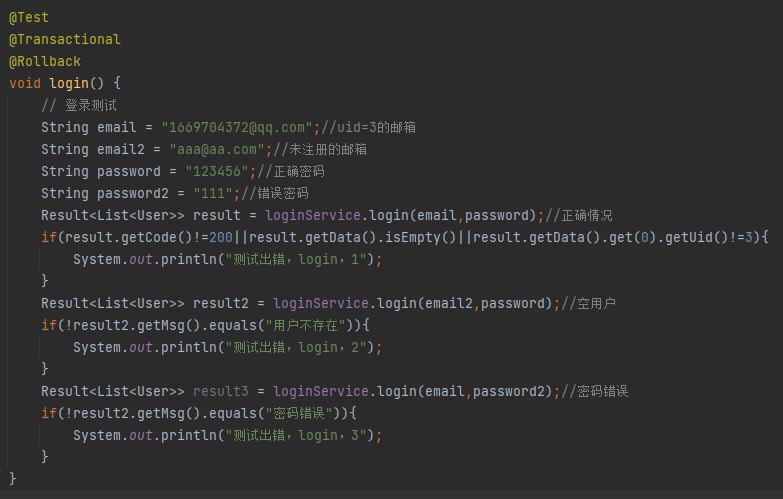 @Test
@Transactional
@Rollback
void login() {
    // 登录测试
    String email = "1669704372@qq.com";//uid=3的邮箱
    String email2 = "aaa@aa.com";//未注册的邮箱
    String password = "123456";//正确密码
    String password2 = "111";//错误密码
    Result<List<User>> result = loginService.login(email,password);//正确情况
    if(result.getCode()!=200||result.getData().isEmpty()||result.getData().get(0).getUid()!=3){
        System.out.println("测试出错，login，1");
    }
    Result<List<User>> result2 = loginService.login(email2,password);//空用户
    if(!result2.getMsg().equals("用户不存在")){
        System.out.println("测试出错，login，2");
    }
    Result<List<User>> result3 = loginService.login(email,password2);//密码错误
    if(!result2.getMsg().equals("密码错误")){
        System.out.println("测试出错，login，3");
    }
}